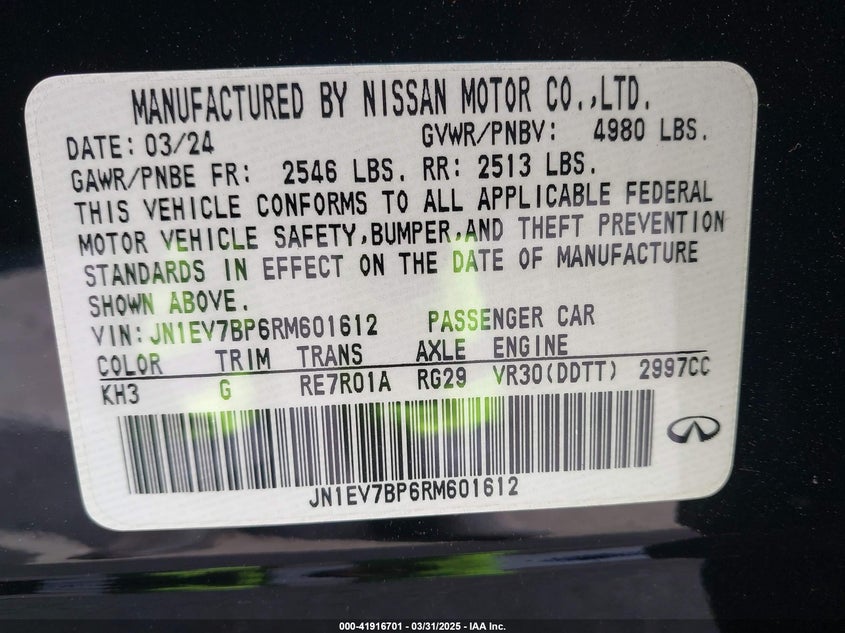 MANUFACTURED BY NISSAN MOTOR CO.,LTD.
DATE: 03/24 GVWR/PNBV: 4980 LBS.
GAWR/PNBE FR: 2546 LBS. RR: 2513 LBS.
THIS VEHICLE CONFORMS TO ALL APPLICABLE FEDERAL
MOTOR VEHICLE SAFETY,BUMPER,AND THEFT PREVENTION
STANDARDS IN EFFECT ON THE DATE OF MANUFACTURE
SHOWN ABOVE.
VIN: JN1EV7BP6RM601612 PASSENGER CAR
COLOR TRIM TRANS AXLE ENGINE
KH3 G RE7R01A RG29 VR30(DDTT) 2997CC
JN1EV7BP6RM601612
000-41916701 — 03/31/2025 — IAA Inc.